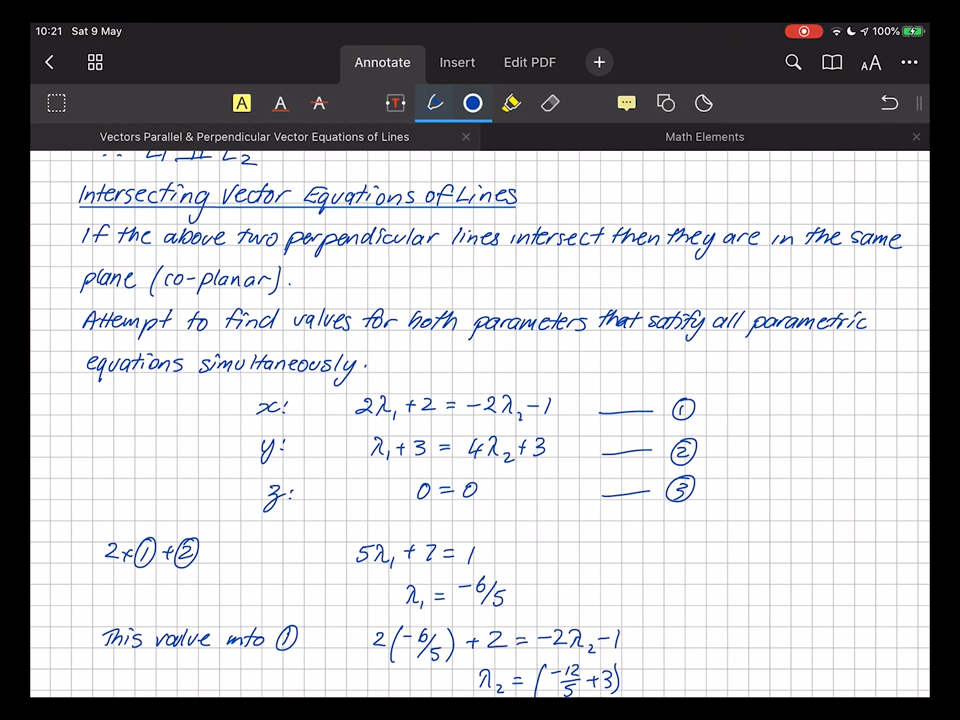 10:21 Sat 9 May 100%
Annotate Insert Edit PDF
Vectors Parallel & Perpendicular Vector Equations of Lines Math Elements
Intersecting Vector Equations of Lines
If the above two perpendicular lines intersect then they are in the same
plane (co-planar).
Attempt to find values for both parameters that satify all parametric
equations simultaneously.
x: 2λ₁ + 2 = -2λ₂ - 1 —— ①
y: λ₁ + 3 = 4λ₂ + 3 —— ②
z: 0 = 0 —— ③
2×① + ② 5λ₁ + 7 = 1
λ₁ = -6/5
This value into ① 2(-6/5) + 2 = -2λ₂ - 1
λ₂ = (-12/5 + 3)